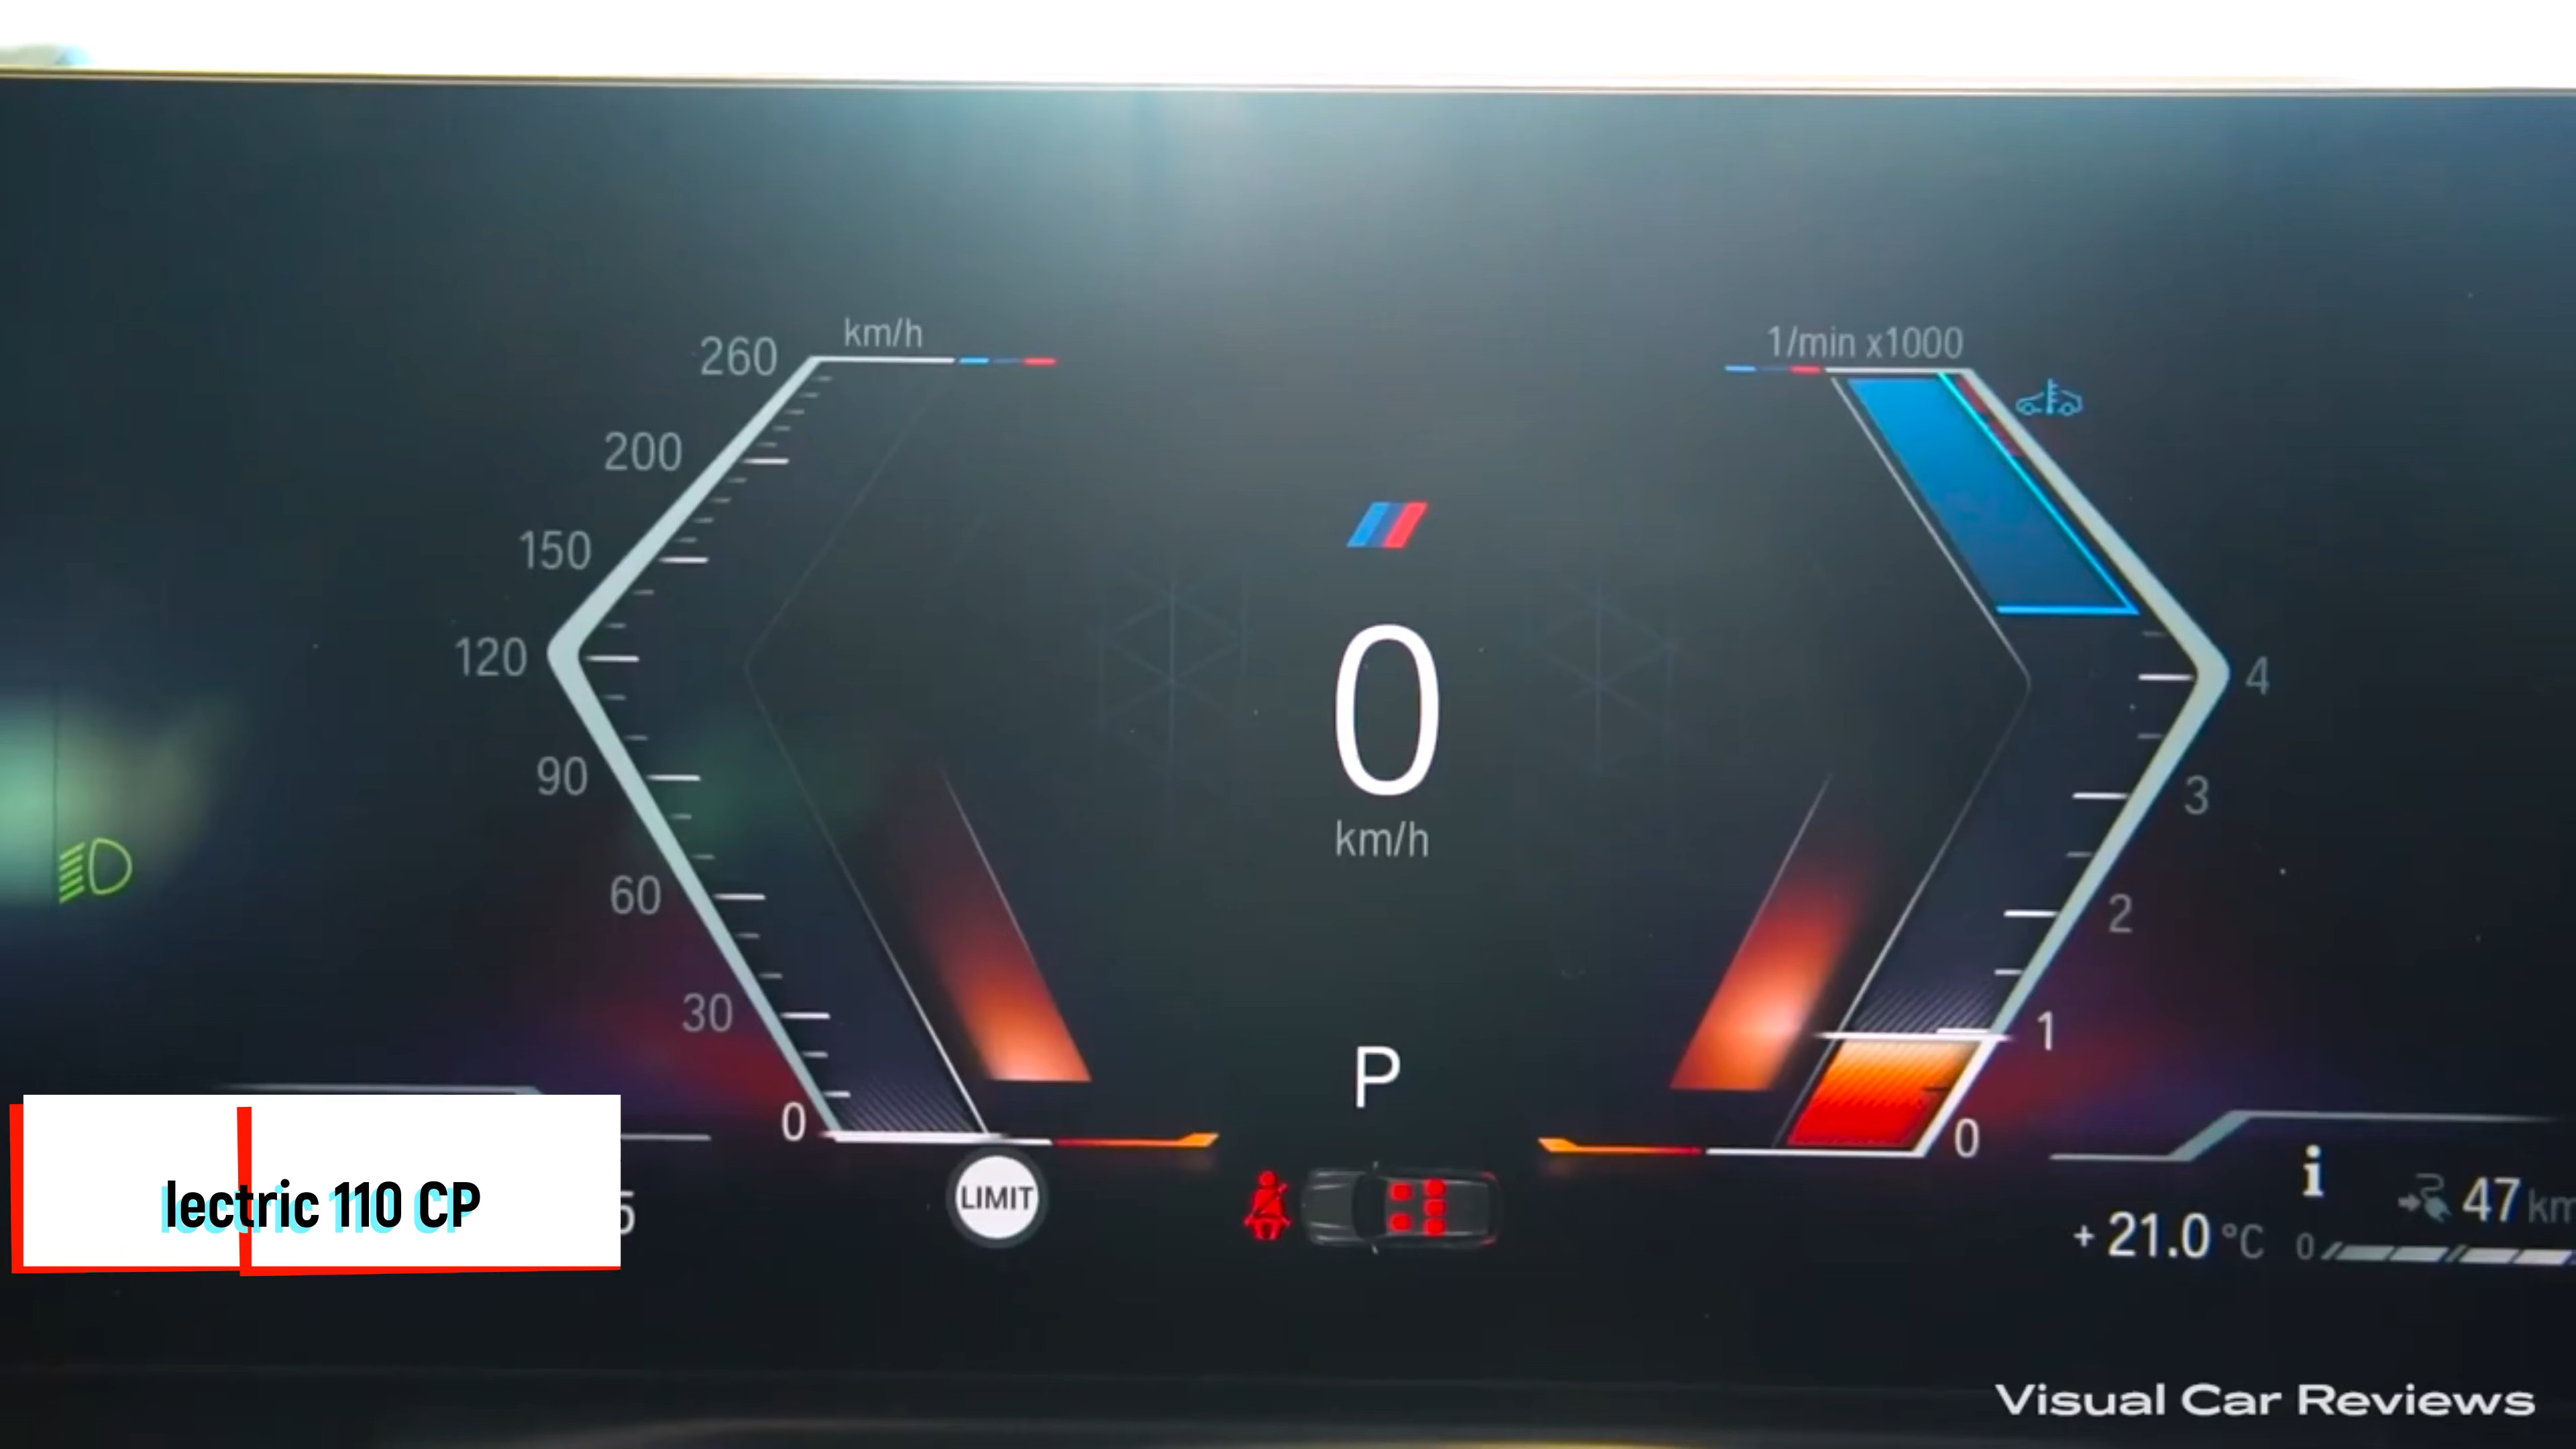 km/h
1/min x1000
260
200
150
120
90
60
30
0
0
km/h
P
4
3
2
1
0
LIMIT
lectric 110 CP
5
i
+ 21.0 °C
47 km
0
Visual Car Reviews